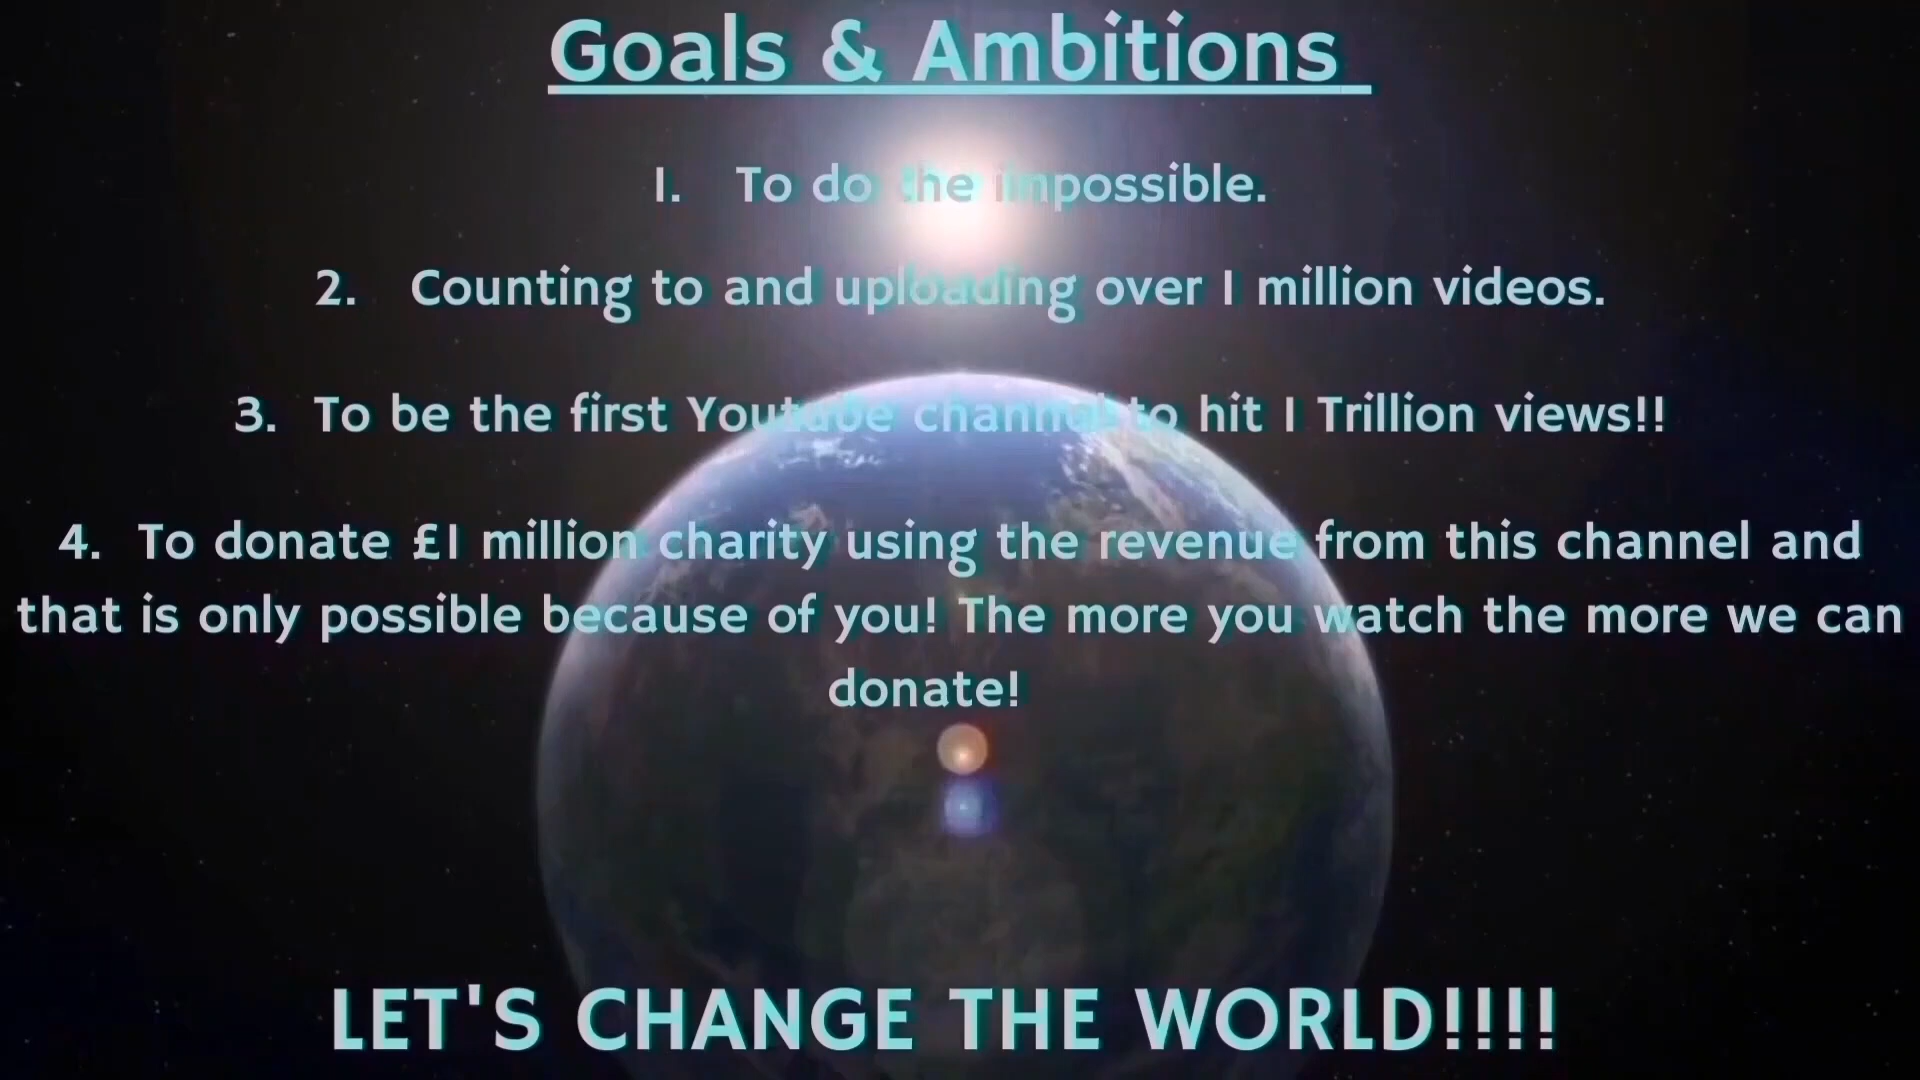 Goals & Ambitions
1. To do the impossible.
2. Counting to and uploading over 1 million videos.
3. To be the first Youtube channel to hit 1 Trillion views!!
4. To donate £1 million charity using the revenue from this channel and
that is only possible because of you! The more you watch the more we can
donate!
LET'S CHANGE THE WORLD!!!!